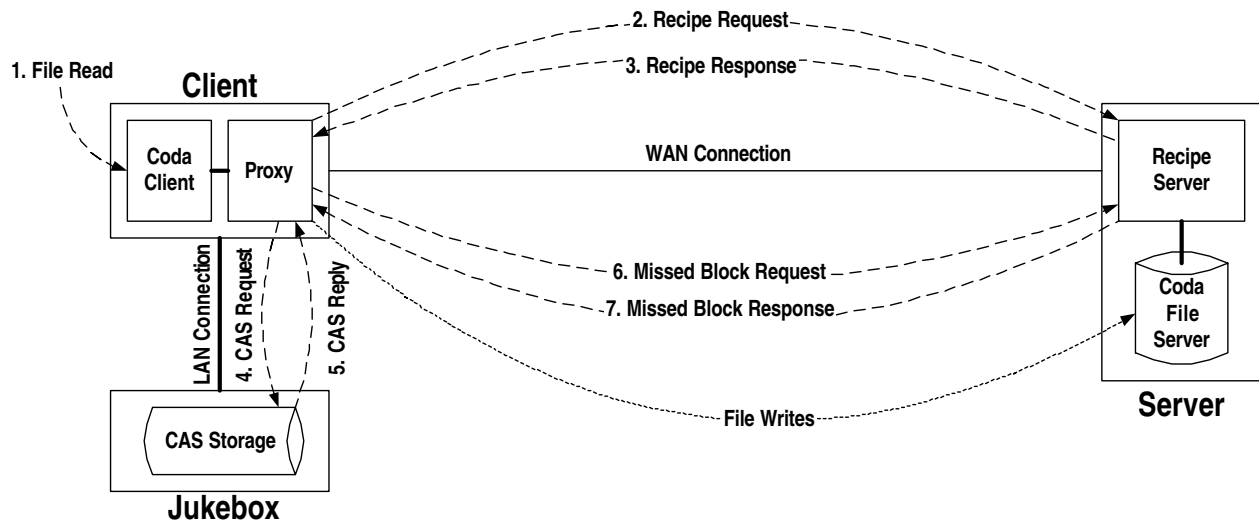 2. Recipe Request
1. File Read
3. Recipe Response
Client
Coda
Client
Proxy
WAN Connection
Recipe
Server
LAN Connection
4. CAS Request
5. CAS Reply
6. Missed Block Request
7. Missed Block Response
Coda
File
Server
File Writes
Server
CAS Storage
Jukebox